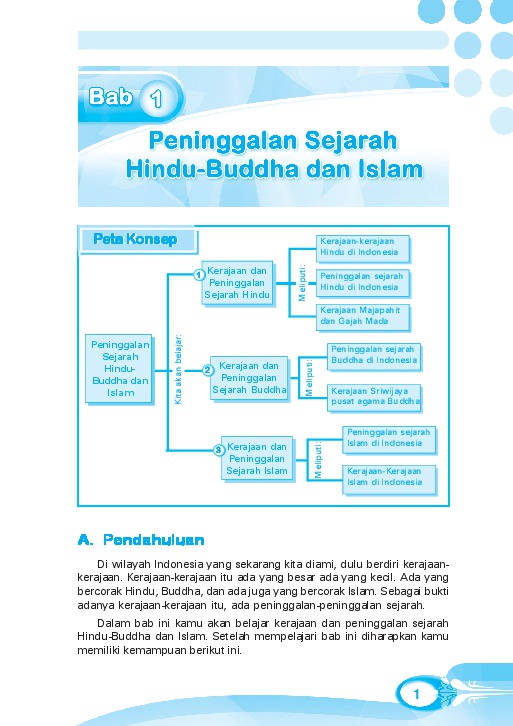 Bab 1
Peninggalan Sejarah
Hindu-Buddha dan Islam
Peta Konsep
Peninggalan
Sejarah
Hindu-
Buddha dan
Islam
Kita akan belajar:
1
Kerajaan dan
Peninggalan
Sejarah Hindu
Meliputi:
Kerajaan-kerajaan
Hindu di Indonesia
Peninggalan sejarah
Hindu di Indonesia
Kerajaan Majapahit
dan Gajah Mada
2
Kerajaan dan
Peninggalan
Sejarah Buddha
Meliputi:
Peninggalan sejarah
Buddha di Indonesia
Kerajaan Sriwijaya
pusat agama Buddha
3
Kerajaan dan
Peninggalan
Sejarah Islam
Meliputi:
Peninggalan sejarah
Islam di Indonesia
Kerajaan-Kerajaan
Islam di Indonesia
A. Pendahuluan
Di wilayah Indonesia yang sekarang kita diami, dulu berdiri kerajaan-
kerajaan. Kerajaan-kerajaan itu ada yang besar ada yang kecil. Ada yang
bercorak Hindu, Buddha, dan ada juga yang bercorak Islam. Sebagai bukti
adanya kerajaan-kerajaan itu, ada peninggalan-peninggalan sejarah.
Dalam bab ini kamu akan belajar kerajaan dan peninggalan sejarah
Hindu-Buddha dan Islam. Setelah mempelajari bab ini diharapkan kamu
memiliki kemampuan berikut ini.
1